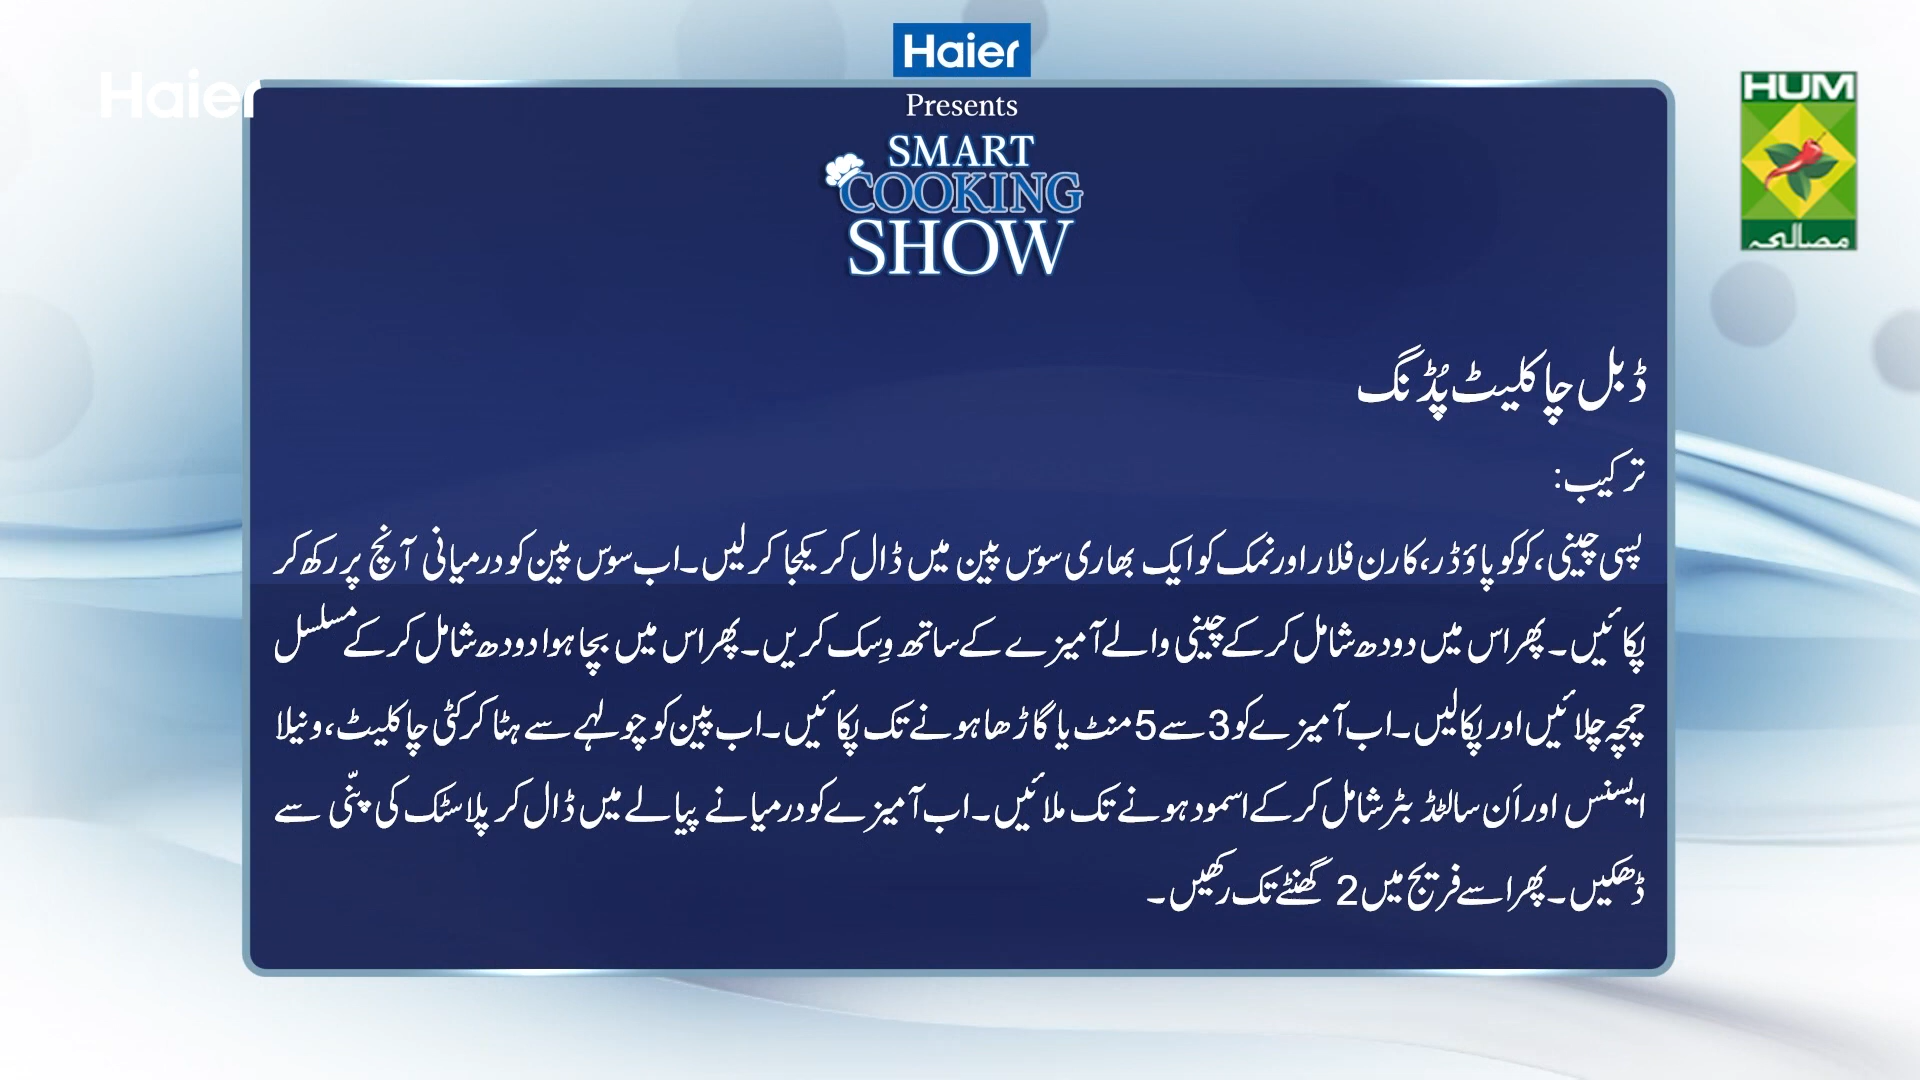 Haier
Haier
Presents
HUM
SMART
COOKING
SHOW
مصالحہ
ڈبل چاکلیٹ پُڈنگ
ترکیب:
پسی چینی، کوکو پاؤڈر، کارن فلار اور نمک کو ایک بھاری سوس پین میں ڈال کر یکجا کر لیں۔ اب سوس پین کو درمیانی آنچ پر رکھ کر
پکائیں۔ پھر اس میں دودھ شامل کر کے چینی والے آمیزے کے ساتھ وِسک کریں۔ پھر اس میں بچا ہوا دودھ شامل کر کے مسلسل
چمچہ چلائیں اور پکالیں۔ اب آمیزے کو 3 سے 5 منٹ یا گاڑھا ہونے تک پکائیں۔ اب پین کو چولہے سے ہٹا کر کٹی چاکلیٹ، ونیلا
ایسنس اور اَن سالٹڈ بٹر شامل کر کے اسمود ہونے تک ملائیں۔ اب آمیزے کو درمیانے پیالے میں ڈال کر پلاسٹک کی پنّی سے
ڈھکیں۔ پھر اسے فریج میں 2 گھنٹے تک رکھیں۔